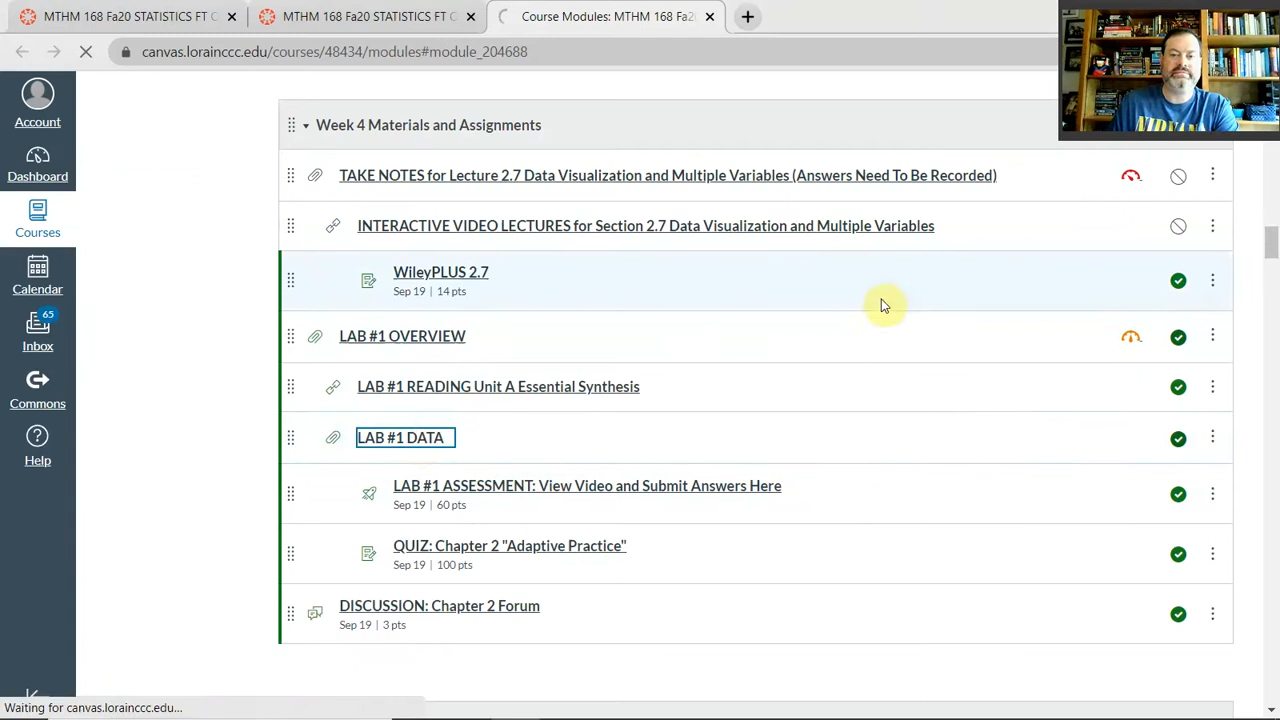 MTHM 168 Fa20 STATISTICS FT C
MTHM 168 Fa20 STATISTICS FT C
Course Modules: MTHM 168 Fa20
canvas.lorainccc.edu/courses/48434/modules#module_204688
Account
Dashboard
Courses
Calendar
65
Inbox
Commons
Help
Week 4 Materials and Assignments
TAKE NOTES for Lecture 2.7 Data Visualization and Multiple Variables (Answers Need To Be Recorded)
INTERACTIVE VIDEO LECTURES for Section 2.7 Data Visualization and Multiple Variables
WileyPLUS 2.7
Sep 19 | 14 pts
LAB #1 OVERVIEW
LAB #1 READING Unit A Essential Synthesis
LAB #1 DATA
LAB #1 ASSESSMENT: View Video and Submit Answers Here
Sep 19 | 60 pts
QUIZ: Chapter 2 "Adaptive Practice"
Sep 19 | 100 pts
DISCUSSION: Chapter 2 Forum
Sep 19 | 3 pts
Waiting for canvas.lorainccc.edu...
NIRVANA